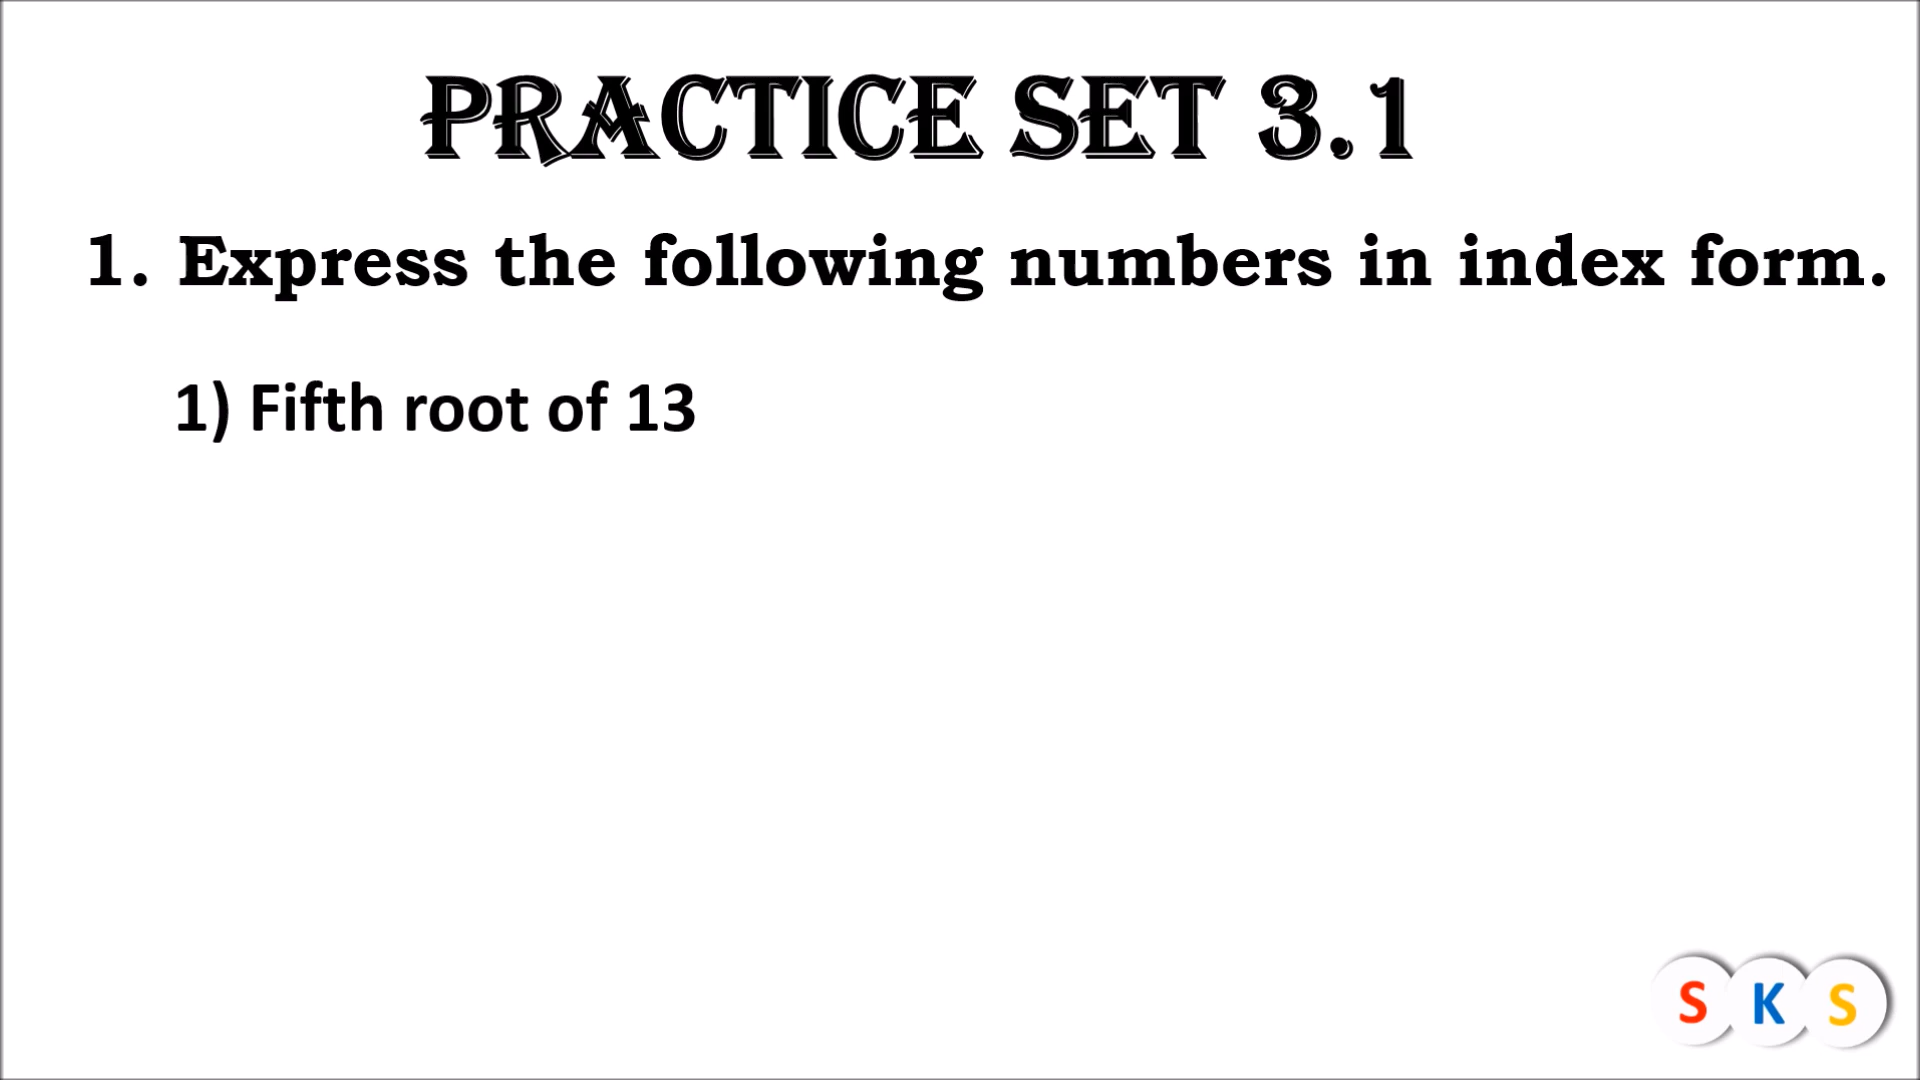 PRACTICE SET 3.1
1. Express the following numbers in index form.
1) Fifth root of 13
S K S